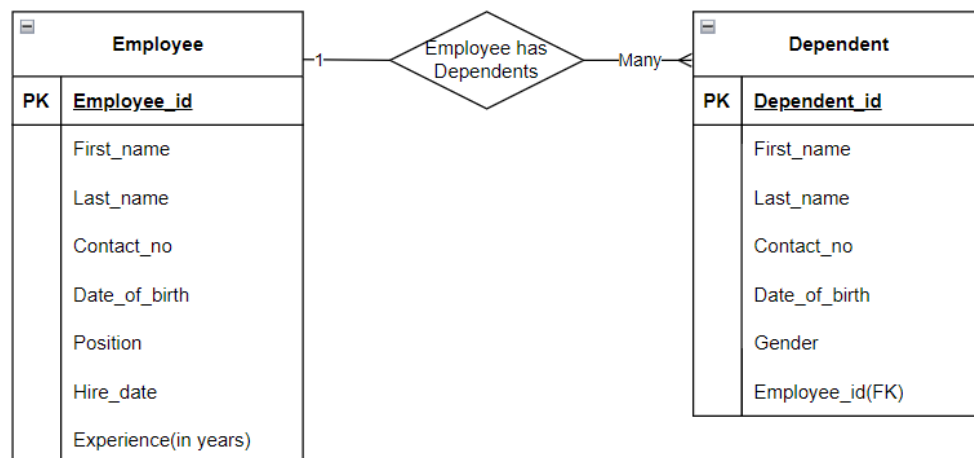 Employee
PK
Employee_id
First_name
Last_name
Contact_no
Date_of_birth
Position
Hire_date
Experience(in years)
1
Employee has
Dependents
Many
Dependent
PK
Dependent_id
First_name
Last_name
Contact_no
Date_of_birth
Gender
Employee_id(FK)